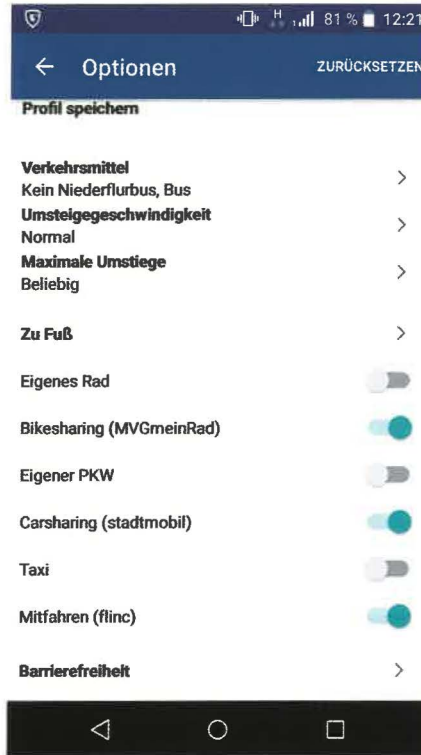 H 81 % 12:21
Optionen ZURÜCKSETZEN
Profil speichern
Verkehrsmittel
Kein Niederflurbus, Bus
Umsteigegeschwindigkeit
Normal
Maximale Umstiege
Beliebig
Zu Fuß
Eigenes Rad
Bikesharing (MVGmeinRad)
Eigener PKW
Carsharing (stadtmobil)
Taxi
Mitfahren (flinc)
Barrierefreiheit